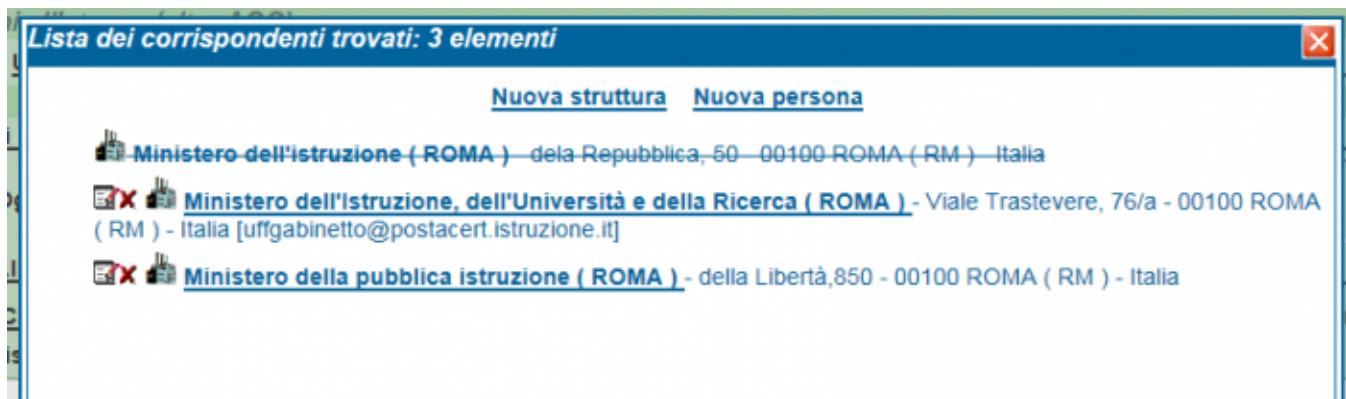 Lista dei corrispondenti trovati: 3 elementi
Nuova struttura Nuova persona
Ministero dell'istruzione ( ROMA ) - dela Repubblica, 50 - 00100 ROMA ( RM ) - Italia
Ministero dell'Istruzione, dell'Università e della Ricerca ( ROMA ) - Viale Trastevere, 76/a - 00100 ROMA
( RM ) - Italia [uffgabinetto@postacert.istruzione.it]
Ministero della pubblica istruzione ( ROMA ) - della Libertà,850 - 00100 ROMA ( RM ) - Italia